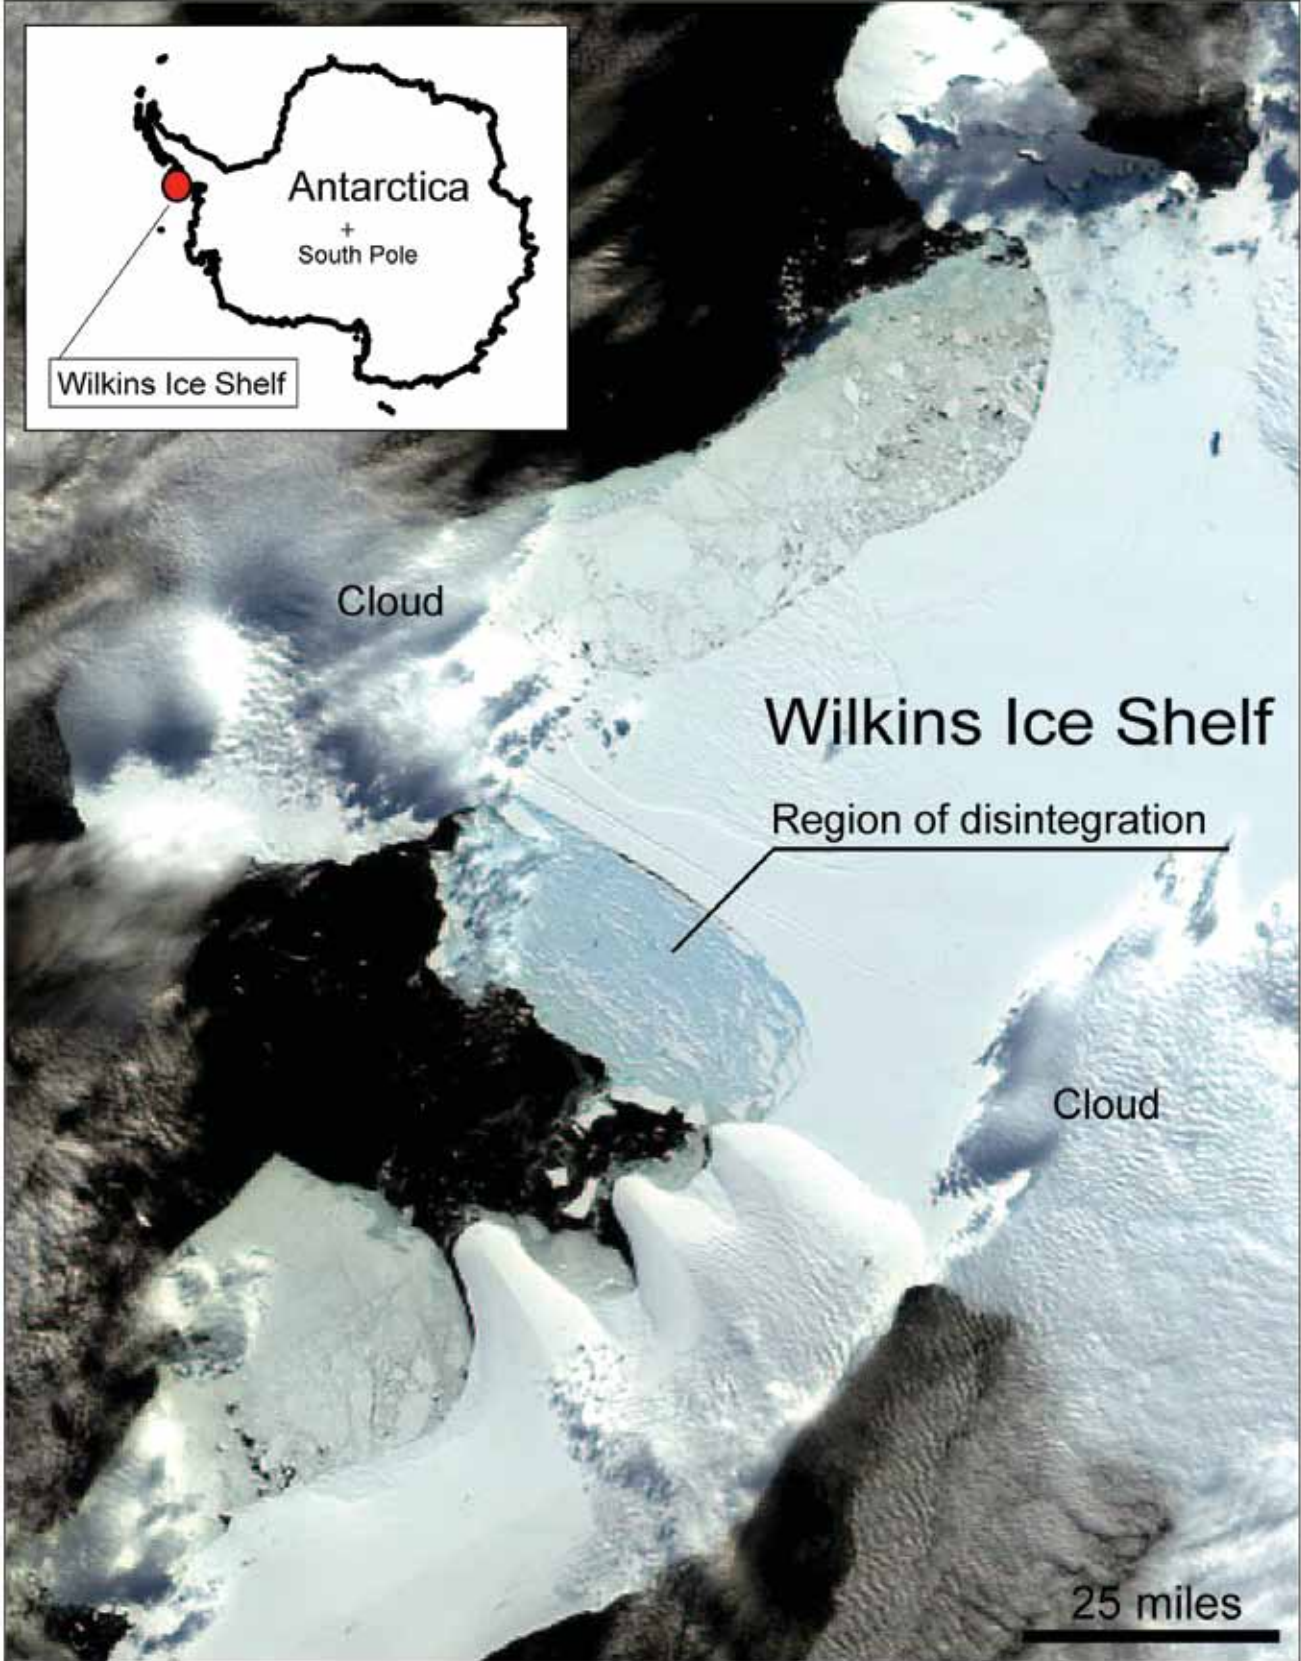 Antarctica
+
South Pole
Wilkins Ice Shelf
Cloud
Wilkins Ice Shelf
Region of disintegration
Cloud
25 miles